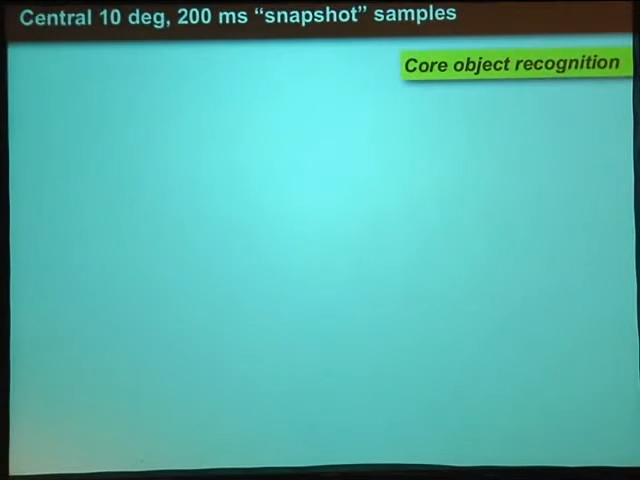 Central 10 deg, 200 ms “snapshot” samples
Core object recognition